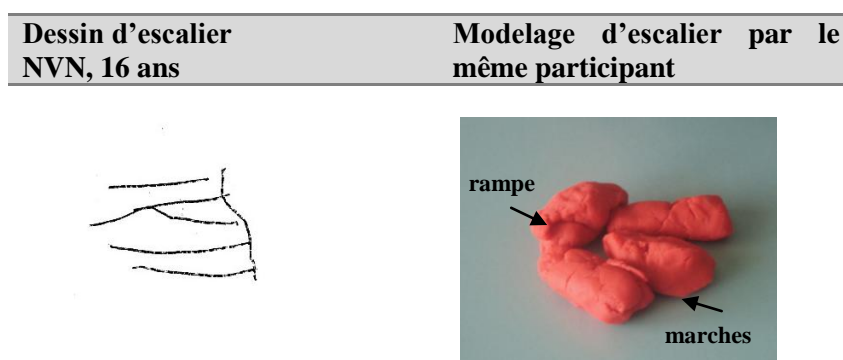 Dessin d’escalier
NVN, 16 ans
Modelage d’escalier par le
même participant
rampe
marches